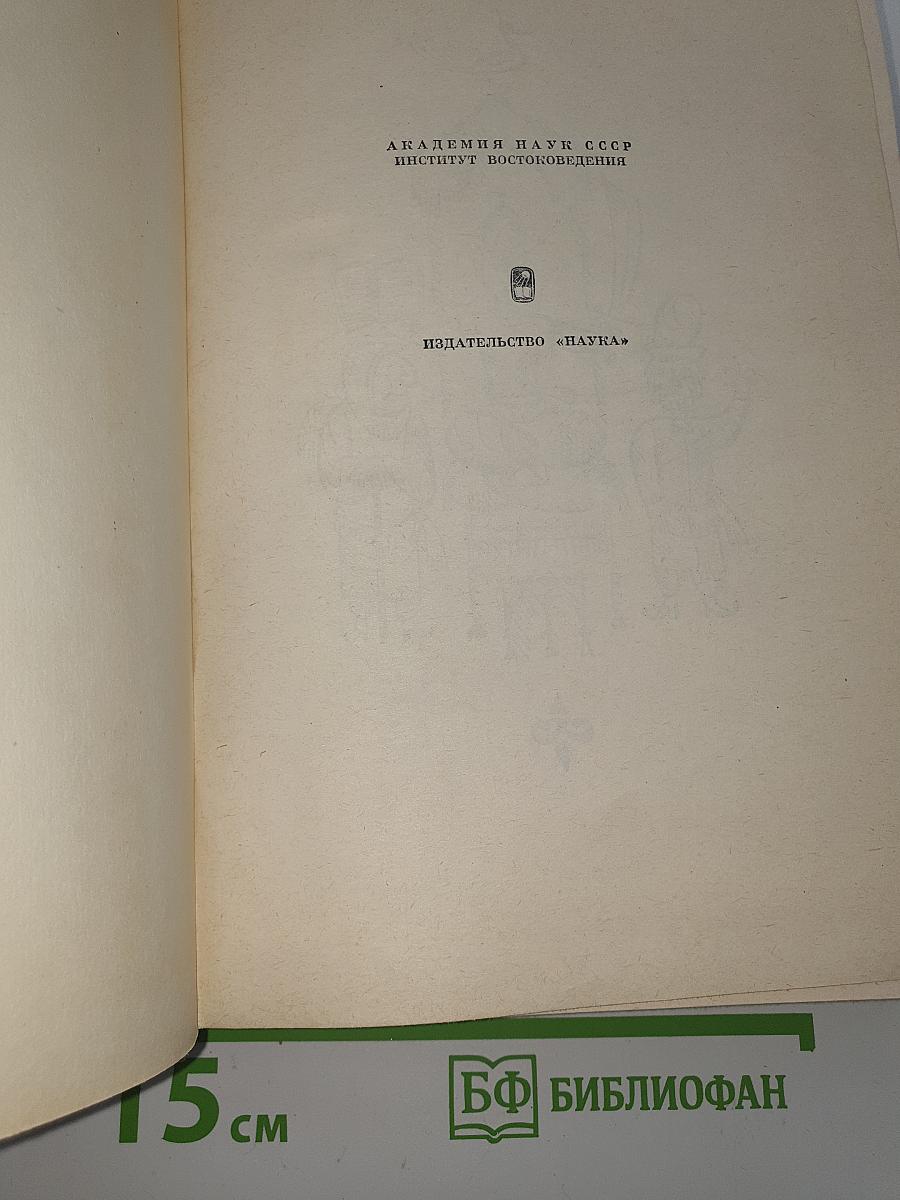 АКАДЕМИЯ НАУК СССР
ИНСТИТУТ ВОСТОКОВЕДЕНИЯ
ИЗДАТЕЛЬСТВО «НАУКА»
15 см
БФ БИБЛИОФАН